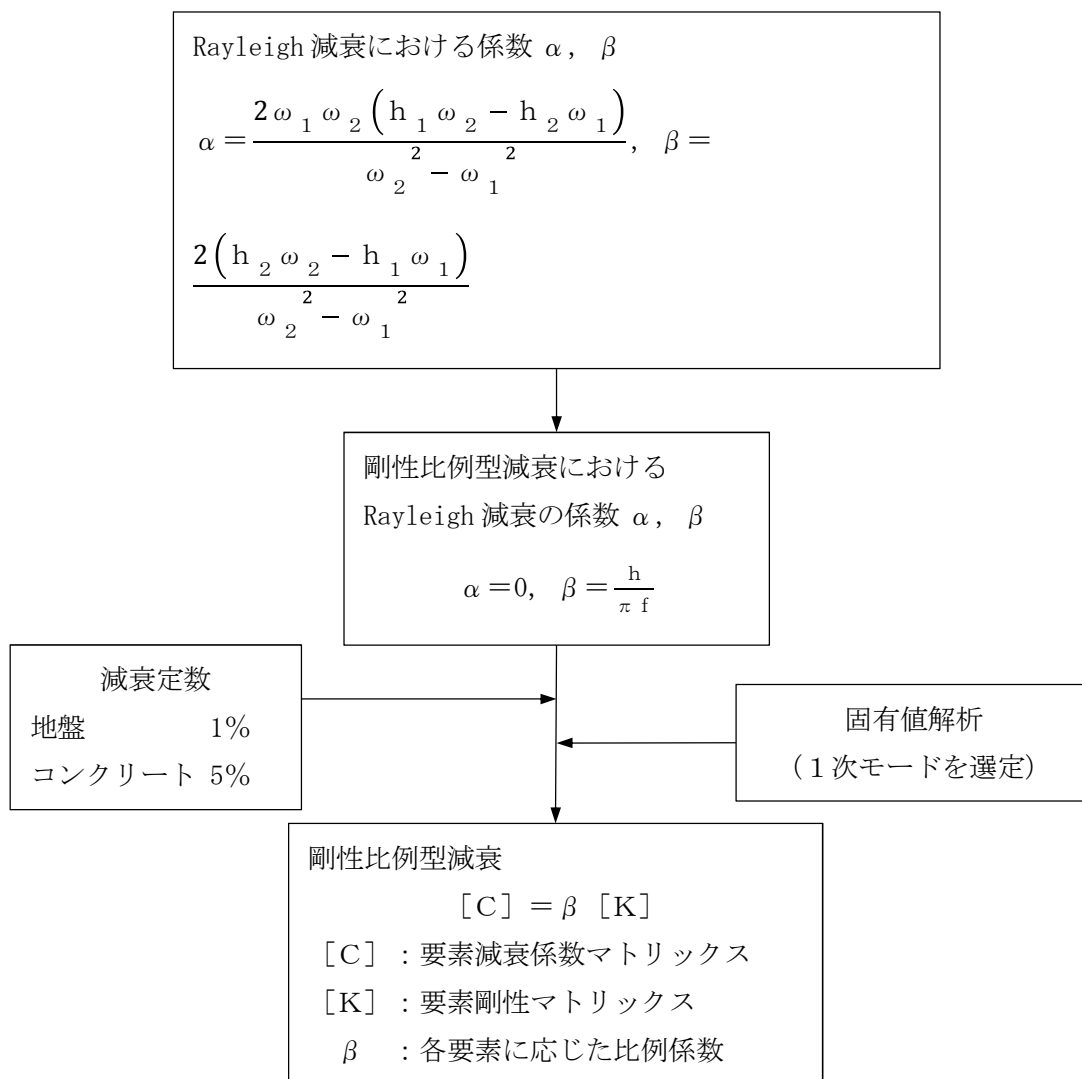 Rayleigh 減衰における係数 α, β
α＝2ω₁ω₂(h₁ω₂－h₂ω₁)/(ω₂²－ω₁²), β＝
2(h₂ω₂－h₁ω₁)/(ω₂²－ω₁²)
剛性比例型減衰における
Rayleigh 減衰の係数 α, β
α＝0, β＝h/πf
減衰定数
地盤 1%
コンクリート 5%
固有値解析
（１次モードを選定）
剛性比例型減衰
［C］＝β［K］
［C］：要素減衰係数マトリックス
［K］：要素剛性マトリックス
β ：各要素に応じた比例係数